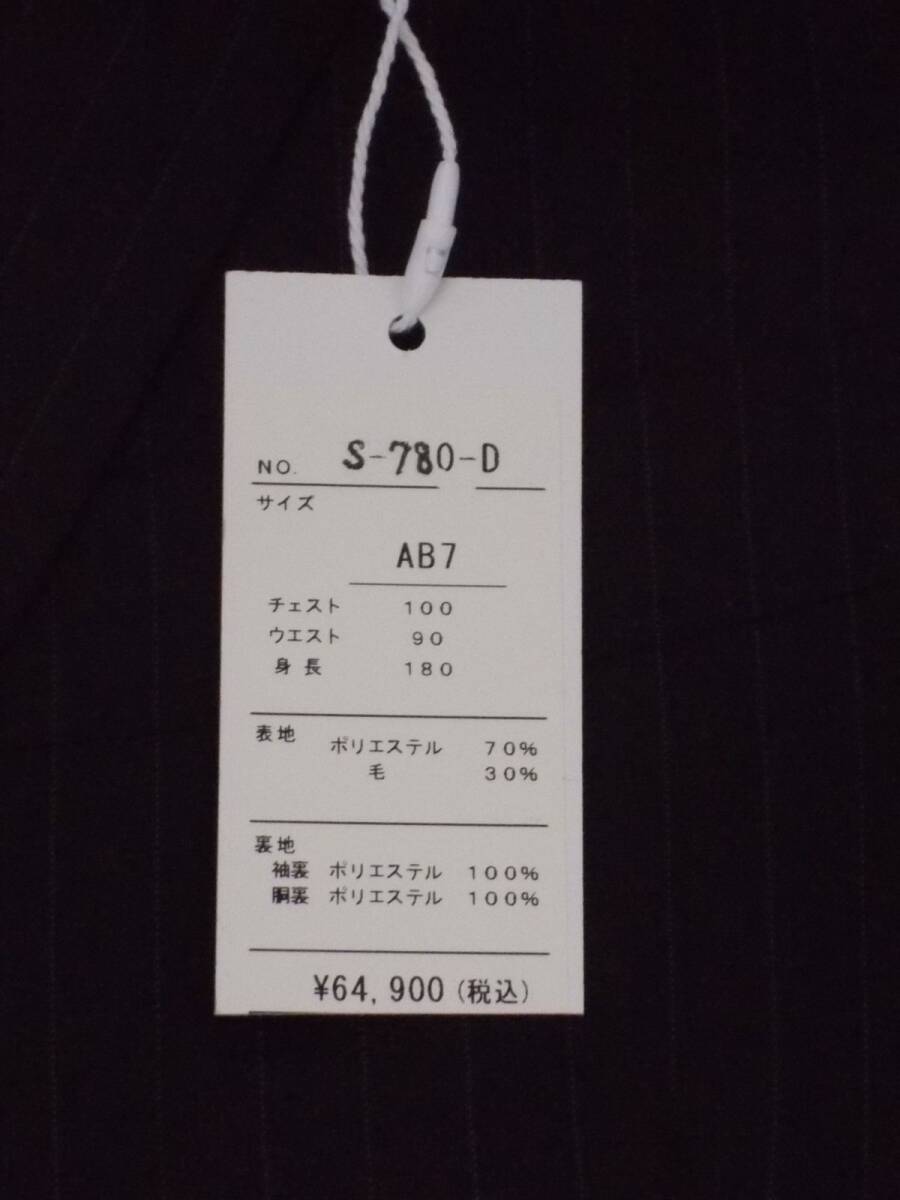 NO. S-780-D
サイズ
AB7
チェスト 100
ウエスト 90
身長 180
表地 ポリエステル 70%
毛 30%
裏地
袖裏 ポリエステル 100%
胴裏 ポリエステル 100%
¥64,900(税込)